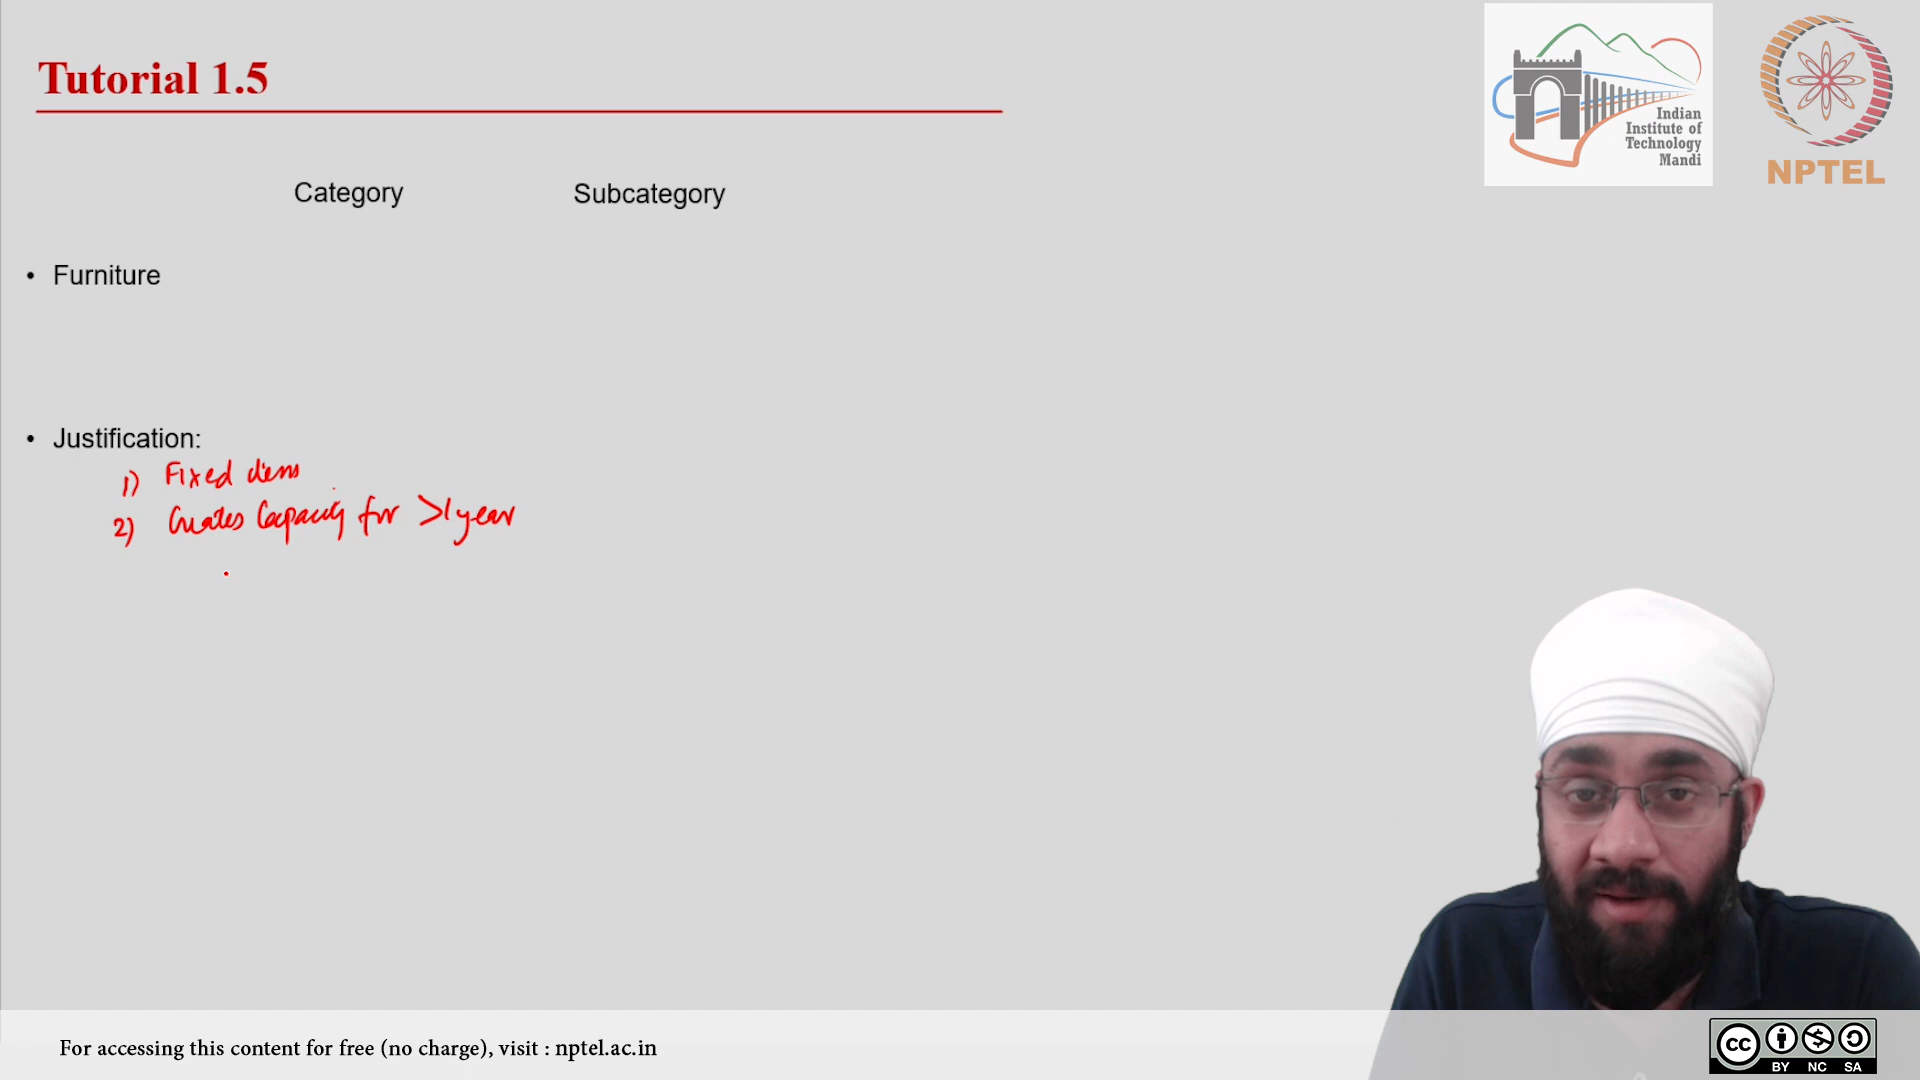 Tutorial 1.5
Indian
Institute of
Technology
Mandi
NPTEL
Category Subcategory
• Furniture
• Justification:
1) Fixed
2) Creates Capacity for >1 year
For accessing this content for free (no charge), visit : nptel.ac.in
CC BY NC SA